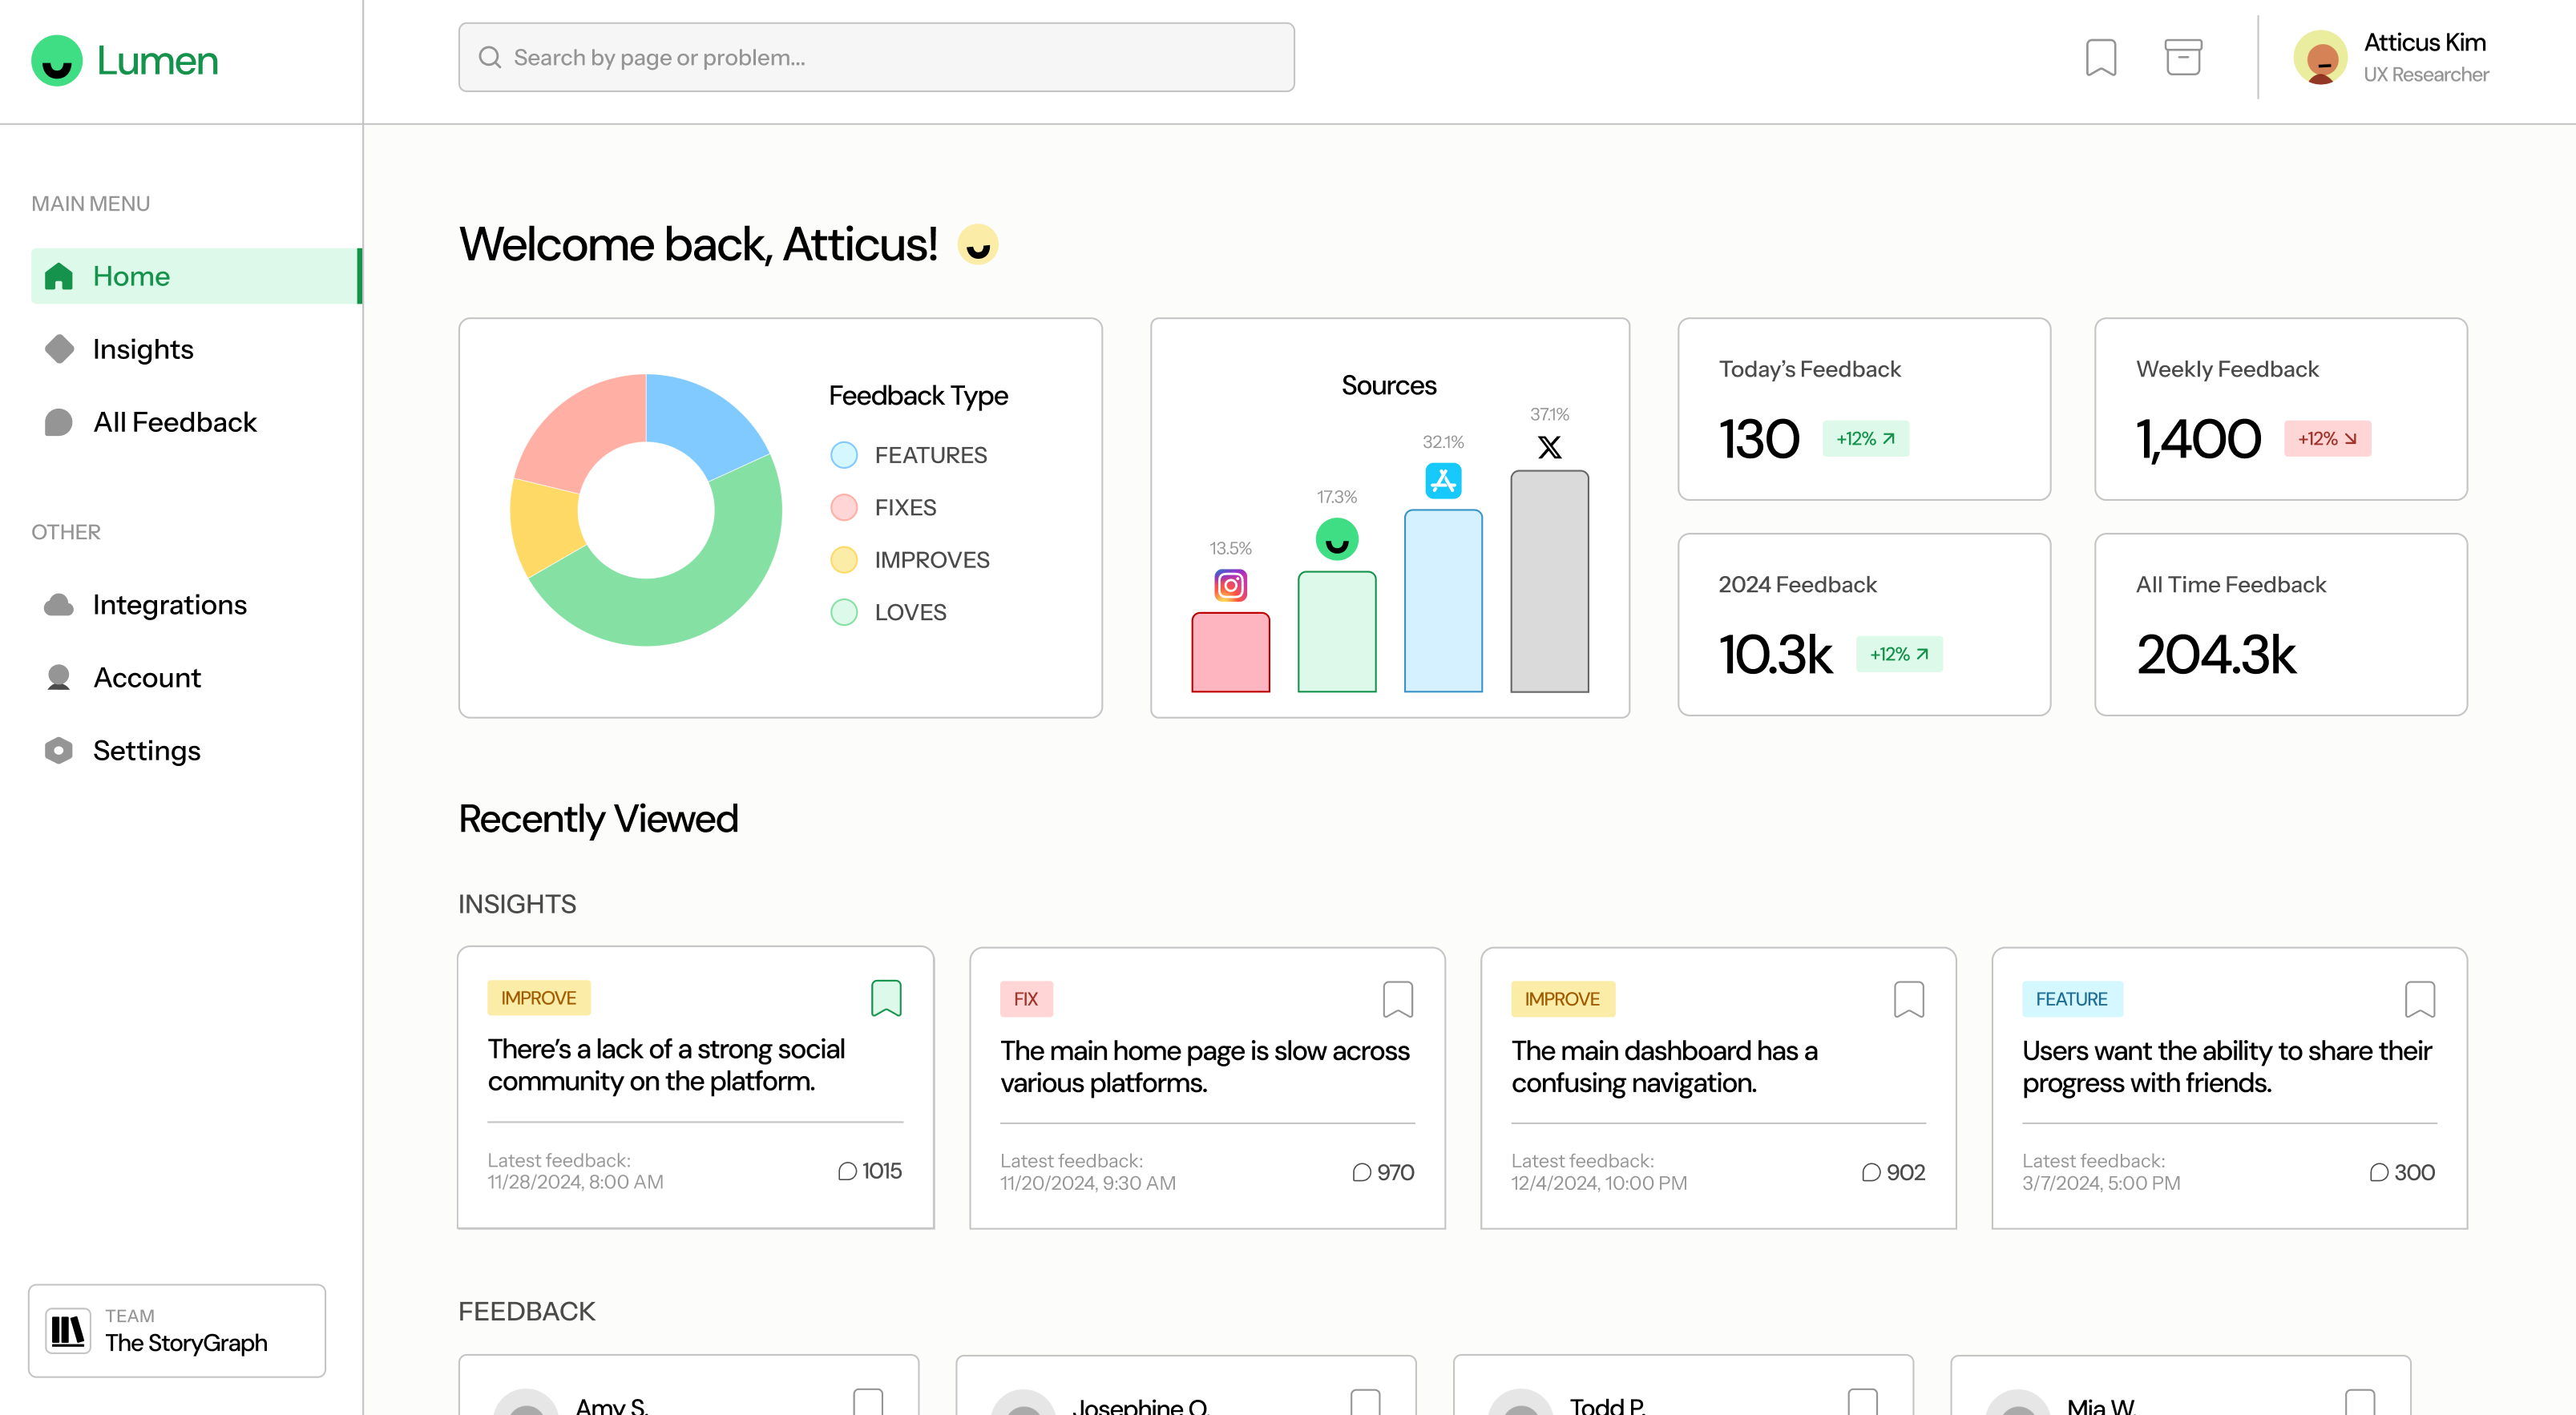 Lumen
Search by page or problem...
Atticus Kim
UX Researcher
MAIN MENU
Home
Insights
All Feedback
OTHER
Integrations
Account
Settings
TEAM
The StoryGraph
Welcome back, Atticus!
Feedback Type
FEATURES
FIXES
IMPROVES
LOVES
Sources
13.5%
17.3%
32.1%
37.1%
Today’s Feedback
130
+12%
Weekly Feedback
1,400
+12%
2024 Feedback
10.3k
+12%
All Time Feedback
204.3k
Recently Viewed
INSIGHTS
IMPROVE
There’s a lack of a strong social
community on the platform.
Latest feedback:
11/28/2024, 8:00 AM
1015
FIX
The main home page is slow across
various platforms.
Latest feedback:
11/20/2024, 9:30 AM
970
IMPROVE
The main dashboard has a
confusing navigation.
Latest feedback:
12/4/2024, 10:00 PM
902
FEATURE
Users want the ability to share their
progress with friends.
Latest feedback:
3/7/2024, 5:00 PM
300
FEEDBACK
Amy S.
Josephine O.
Todd P.
Mia W.